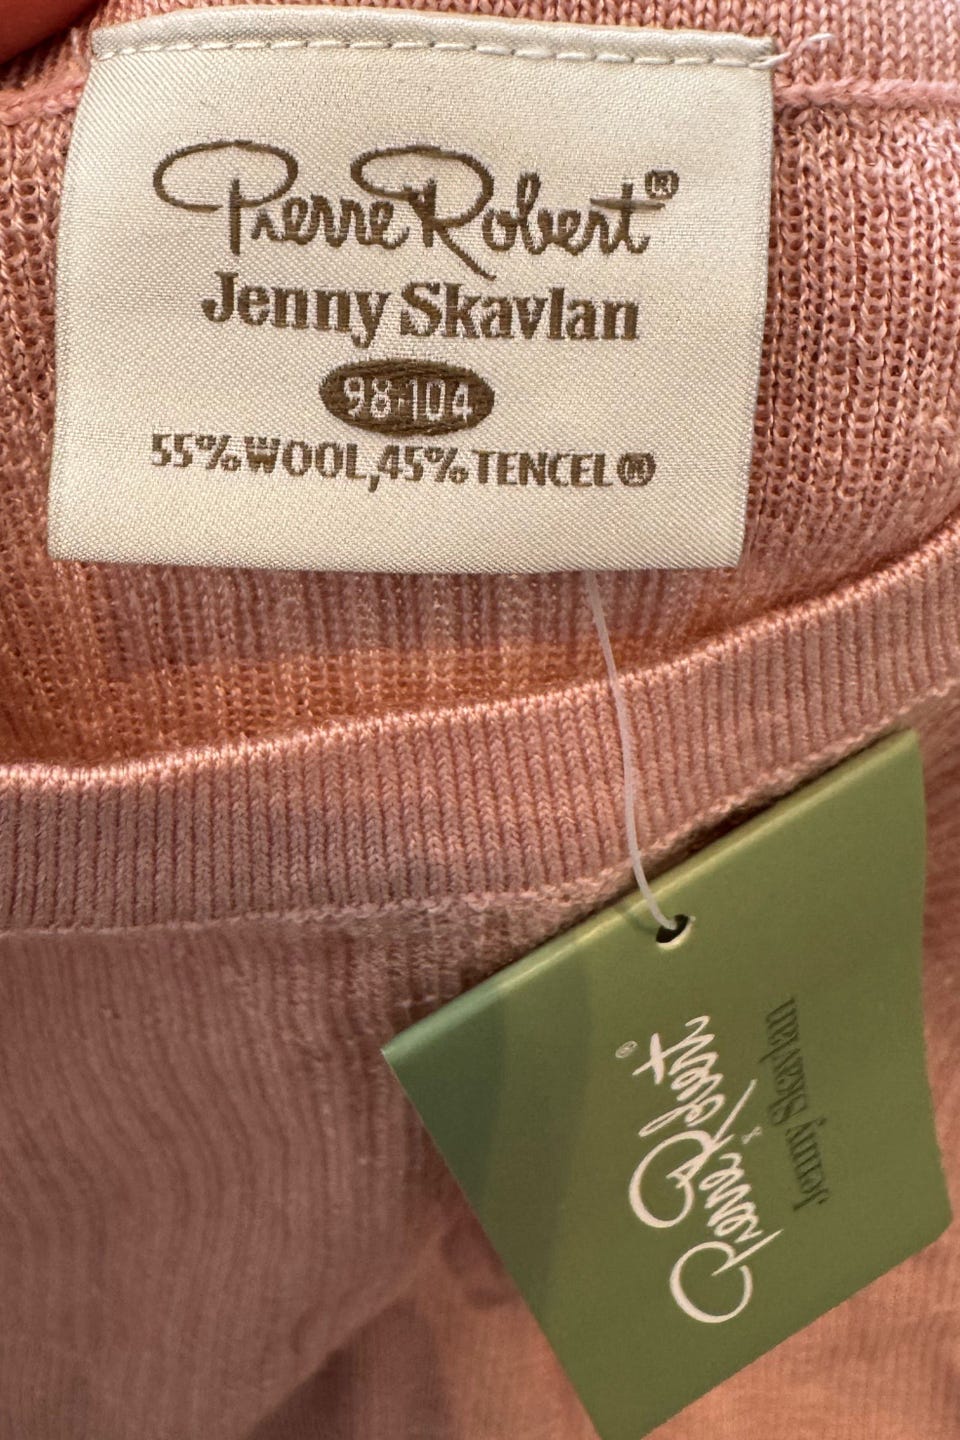 Pierre Robert®
Jenny Skavlan
98-104
55%WOOL,45%TENCEL®
Pierre Robert®
x
Jenny Skavlan